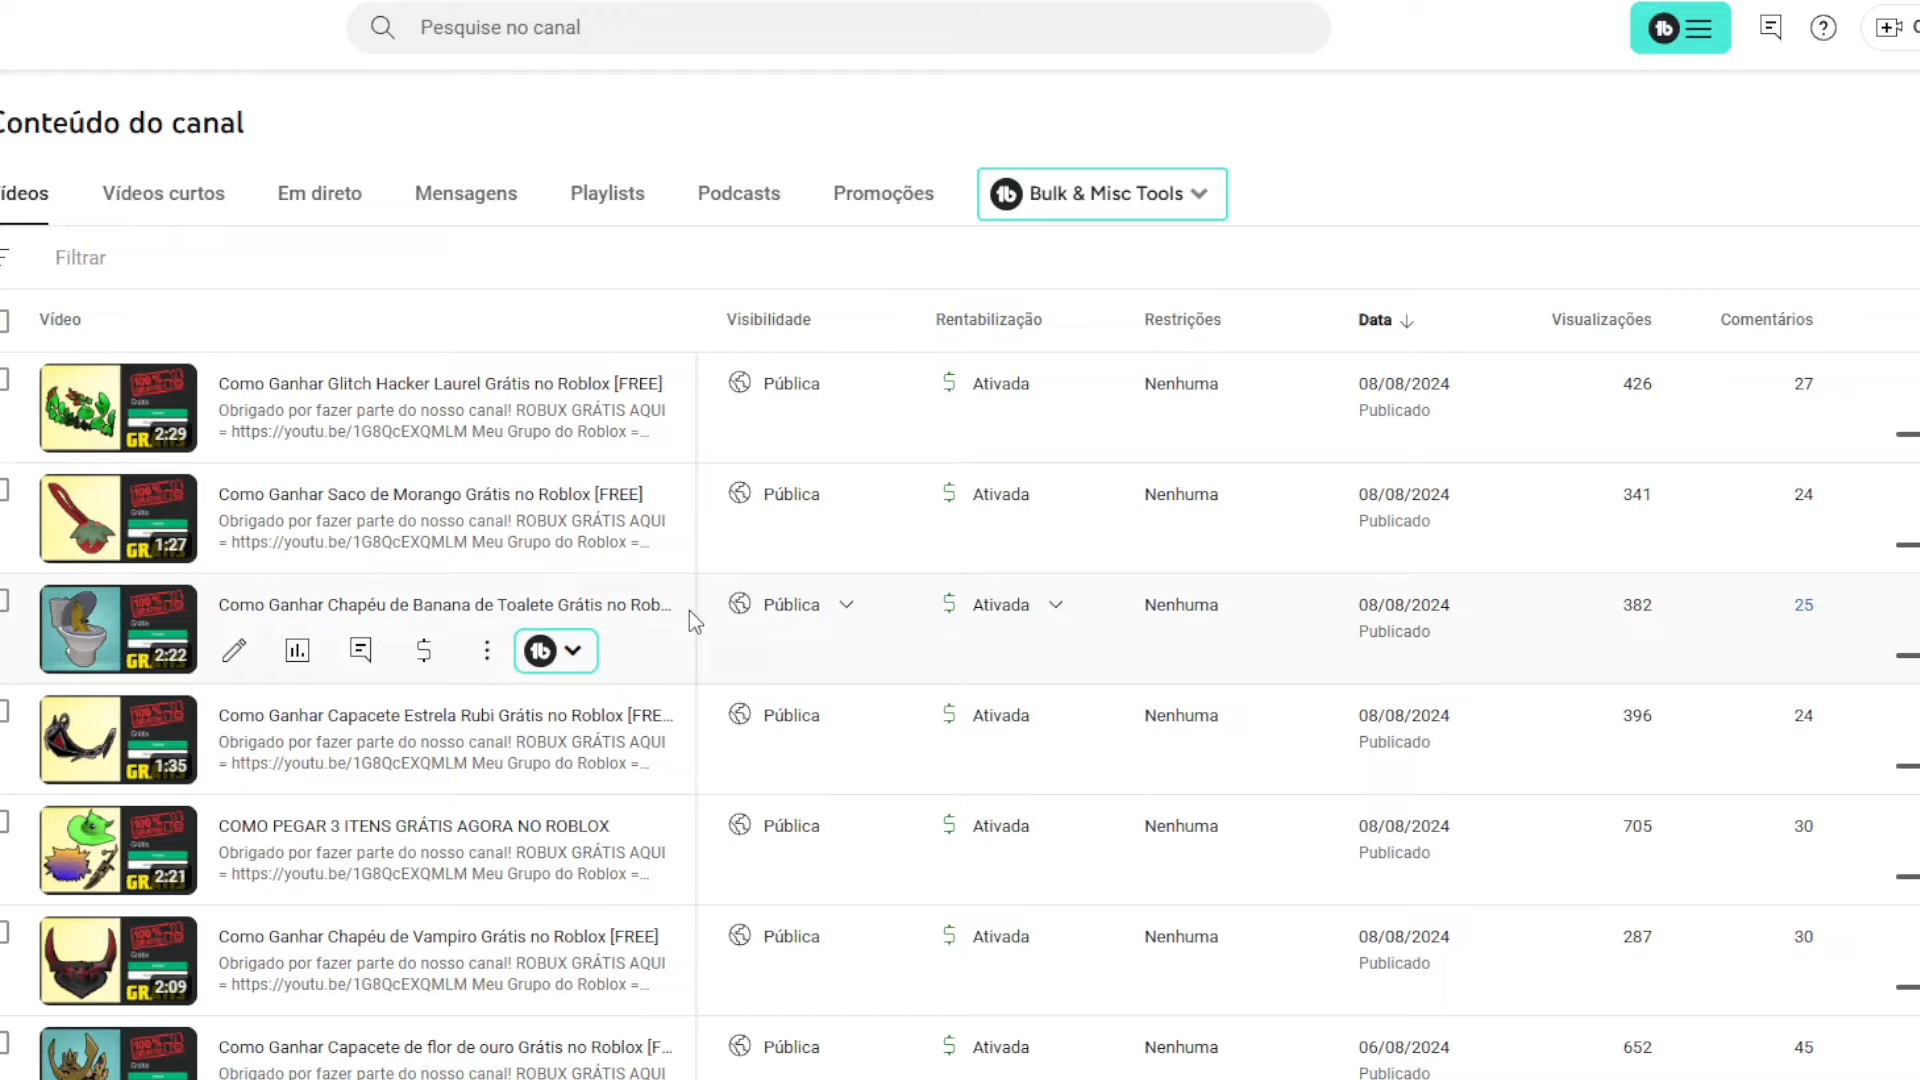 Pesquise no canal
Conteúdo do canal
Vídeos
Vídeos curtos
Em direto
Mensagens
Playlists
Podcasts
Promoções
Bulk & Misc Tools
Filtrar
Vídeo
Visibilidade
Rentabilização
Restrições
Data
Visualizações
Comentários
2:29
Como Ganhar Glitch Hacker Laurel Grátis no Roblox [FREE]
Obrigado por fazer parte do nosso canal! ROBUX GRÁTIS AQUI
= https://youtu.be/1G8QcEXQMLM Meu Grupo do Roblox =...
Pública
Ativada
Nenhuma
08/08/2024
Publicado
426
27
1:27
Como Ganhar Saco de Morango Grátis no Roblox [FREE]
Obrigado por fazer parte do nosso canal! ROBUX GRÁTIS AQUI
= https://youtu.be/1G8QcEXQMLM Meu Grupo do Roblox =...
Pública
Ativada
Nenhuma
08/08/2024
Publicado
341
24
2:22
Como Ganhar Chapéu de Banana de Toalete Grátis no Rob...
Pública
Ativada
Nenhuma
08/08/2024
Publicado
382
25
1:35
Como Ganhar Capacete Estrela Rubi Grátis no Roblox [FRE...
Obrigado por fazer parte do nosso canal! ROBUX GRÁTIS AQUI
= https://youtu.be/1G8QcEXQMLM Meu Grupo do Roblox =...
Pública
Ativada
Nenhuma
08/08/2024
Publicado
396
24
2:21
COMO PEGAR 3 ITENS GRÁTIS AGORA NO ROBLOX
Obrigado por fazer parte do nosso canal! ROBUX GRÁTIS AQUI
= https://youtu.be/1G8QcEXQMLM Meu Grupo do Roblox =...
Pública
Ativada
Nenhuma
08/08/2024
Publicado
705
30
2:09
Como Ganhar Chapéu de Vampiro Grátis no Roblox [FREE]
Obrigado por fazer parte do nosso canal! ROBUX GRÁTIS AQUI
= https://youtu.be/1G8QcEXQMLM Meu Grupo do Roblox =...
Pública
Ativada
Nenhuma
08/08/2024
Publicado
287
30
Como Ganhar Capacete de flor de ouro Grátis no Roblox [F...
Obrigado por fazer parte do nosso canal! ROBUX GRÁTIS AQUI
Pública
Ativada
Nenhuma
06/08/2024
Publicado
652
45